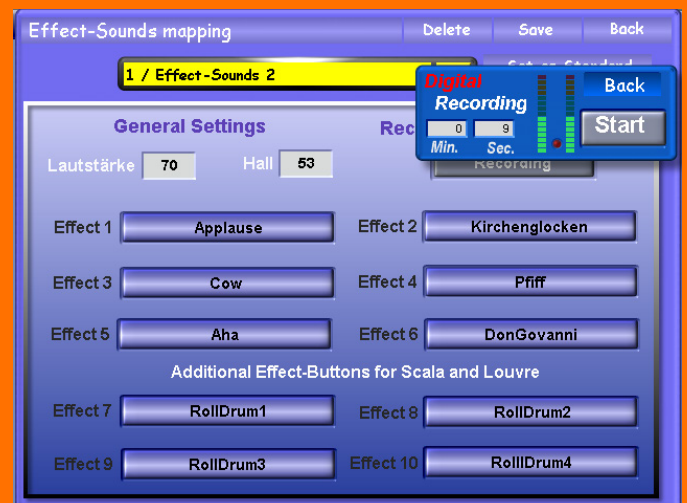 Effect-Sounds mapping Delete Save Back
1 / Effect-Sounds 2
Digital
Recording
Back
Start
0 9
Min. Sec.
General Settings
Lautstärke 70 Hall 53
Recording
Effect 1 Applause Effect 2 Kirchenglocken
Effect 3 Cow Effect 4 Pfiff
Effect 5 Aha Effect 6 DonGovanni
Additional Effect-Buttons for Scala and Louvre
Effect 7 RollDrum1 Effect 8 RollDrum2
Effect 9 RollDrum3 Effect 10 RolllDrum4